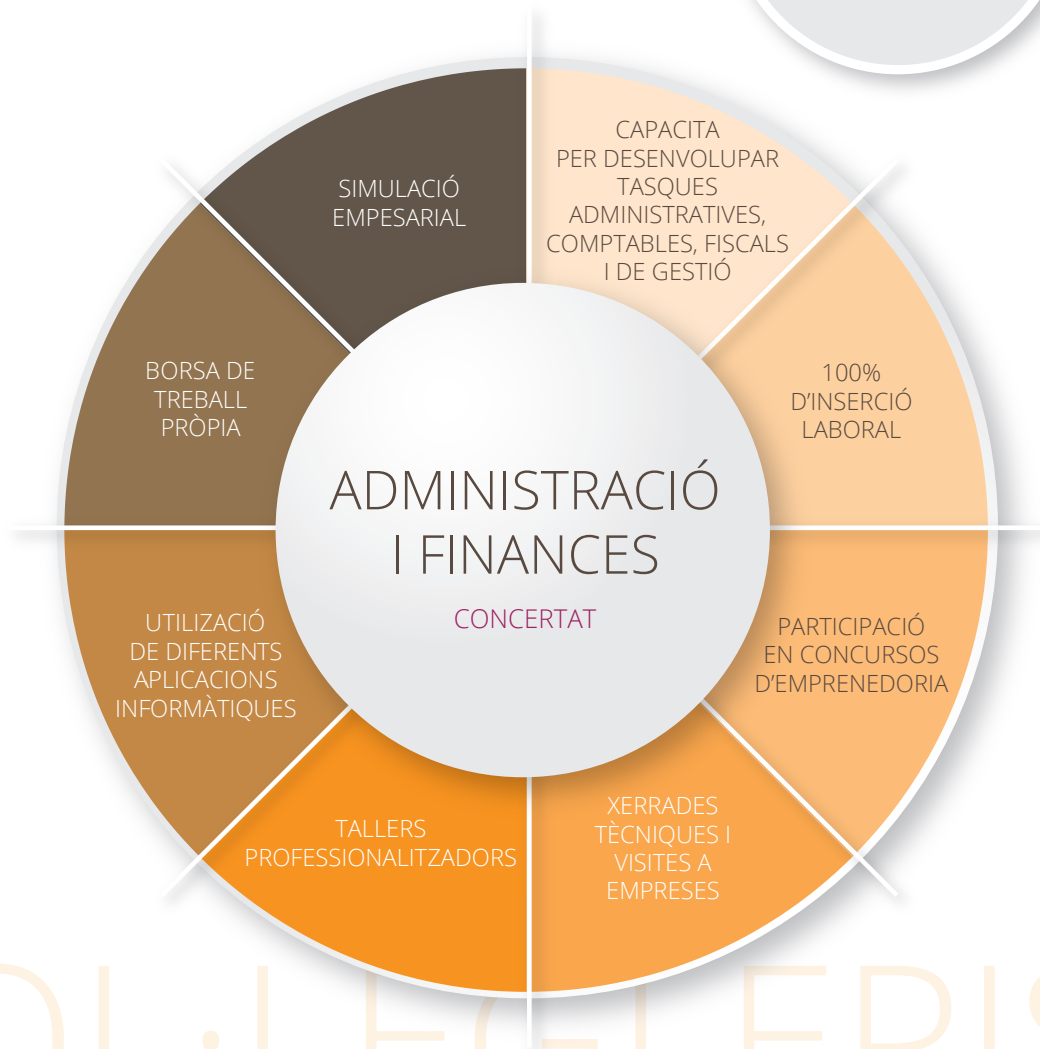 CAPACITA
PER DESENVOLUPAR
TASQUES
ADMINISTRATIVES,
COMPTABLES, FISCALS
I DE GESTIÓ
100%
D'INSERCIÓ
LABORAL
PARTICIPACIÓ
EN CONCURSOS
D'EMPRENEDORIA
XERRADES
TÈCNIQUES I
VISITES A
EMPRESES
TALLERS
PROFESSIONALITZADORS
UTILIZACIÓ
DE DIFERENTS
APLICACIONS
INFORMÀTIQUES
BORSA DE
TREBALL
PRÒPIA
SIMULACIÓ
EMPESARIAL
ADMINISTRACIÓ
I FINANCES
CONCERTAT